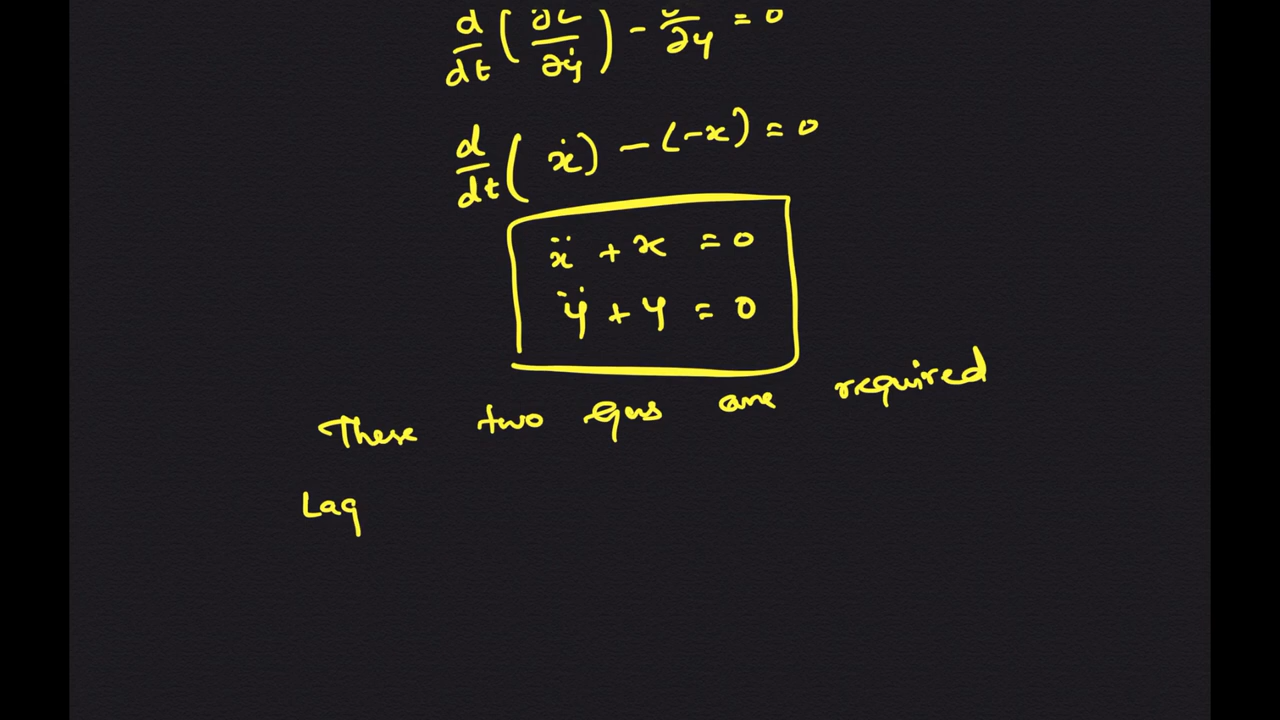 d/dt (∂L/∂ẏ) - ∂/∂y = 0
d/dt ( ẋ) - (-x) = 0
ẍ + x = 0
ÿ + y = 0
These two Eqns are required
Lag